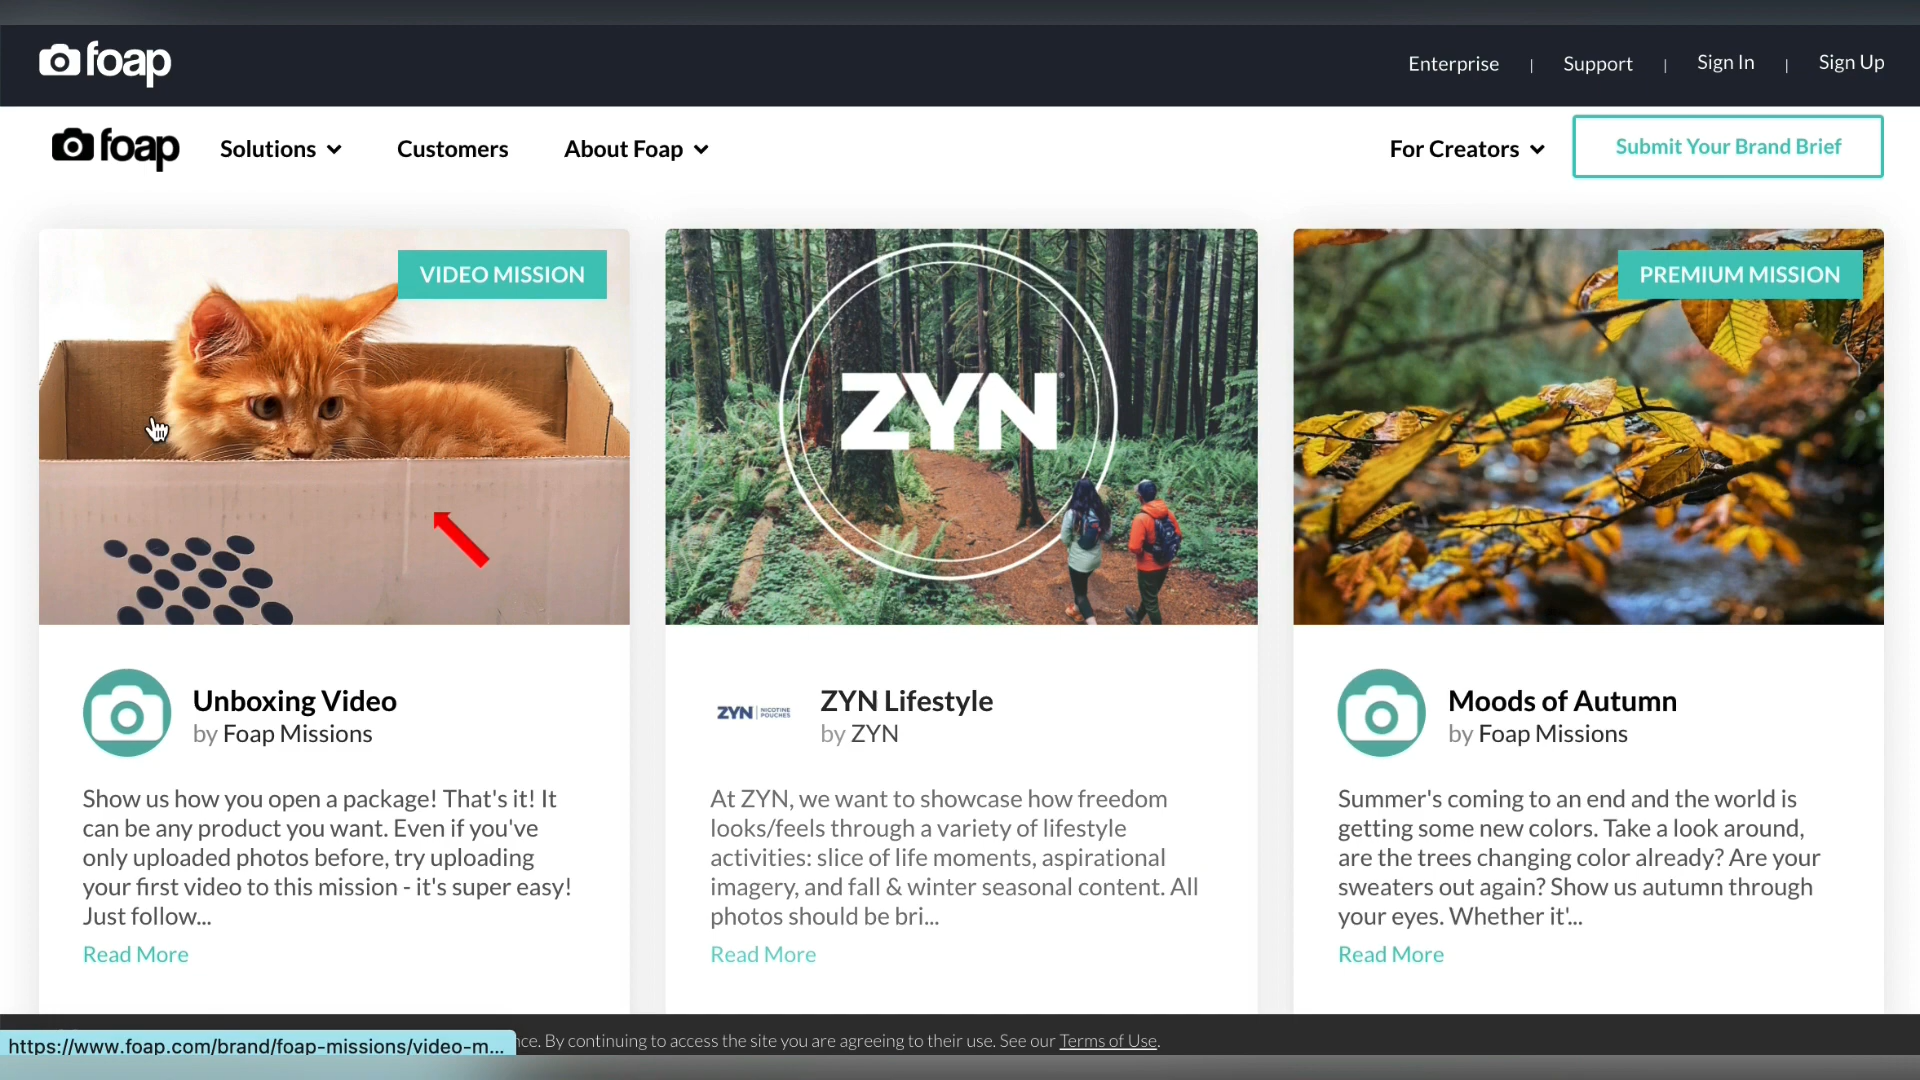 foap
Enterprise | Support | Sign In | Sign Up
foap Solutions Customers About Foap For Creators Submit Your Brand Brief
VIDEO MISSION
ZYN
PREMIUM MISSION
Unboxing Video
by Foap Missions
Show us how you open a package! That's it! It
can be any product you want. Even if you've
only uploaded photos before, try uploading
your first video to this mission - it's super easy!
Just follow...
Read More
ZYN | NICOTINE POUCHES
ZYN Lifestyle
by ZYN
At ZYN, we want to showcase how freedom
looks/feels through a variety of lifestyle
activities: slice of life moments, aspirational
imagery, and fall & winter seasonal content. All
photos should be bri...
Read More
Moods of Autumn
by Foap Missions
Summer's coming to an end and the world is
getting some new colors. Take a look around,
are the trees changing color already? Are your
sweaters out again? Show us autumn through
your eyes. Whether it'...
Read More
https://www.foap.com/brand/foap-missions/video-m...
nce. By continuing to access the site you are agreeing to their use. See our Terms of Use.